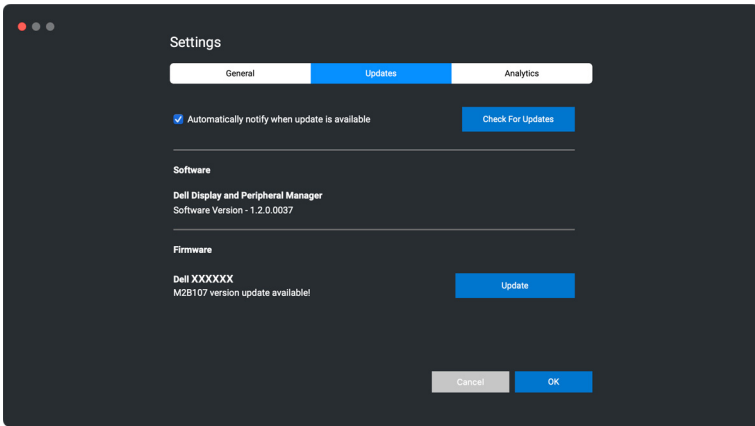 Settings
General Updates Analytics
Automatically notify when update is available Check For Updates
Software
Dell Display and Peripheral Manager
Software Version - 1.2.0.0037
Firmware
Dell XXXXXX
M2B107 version update available! Update
Cancel OK